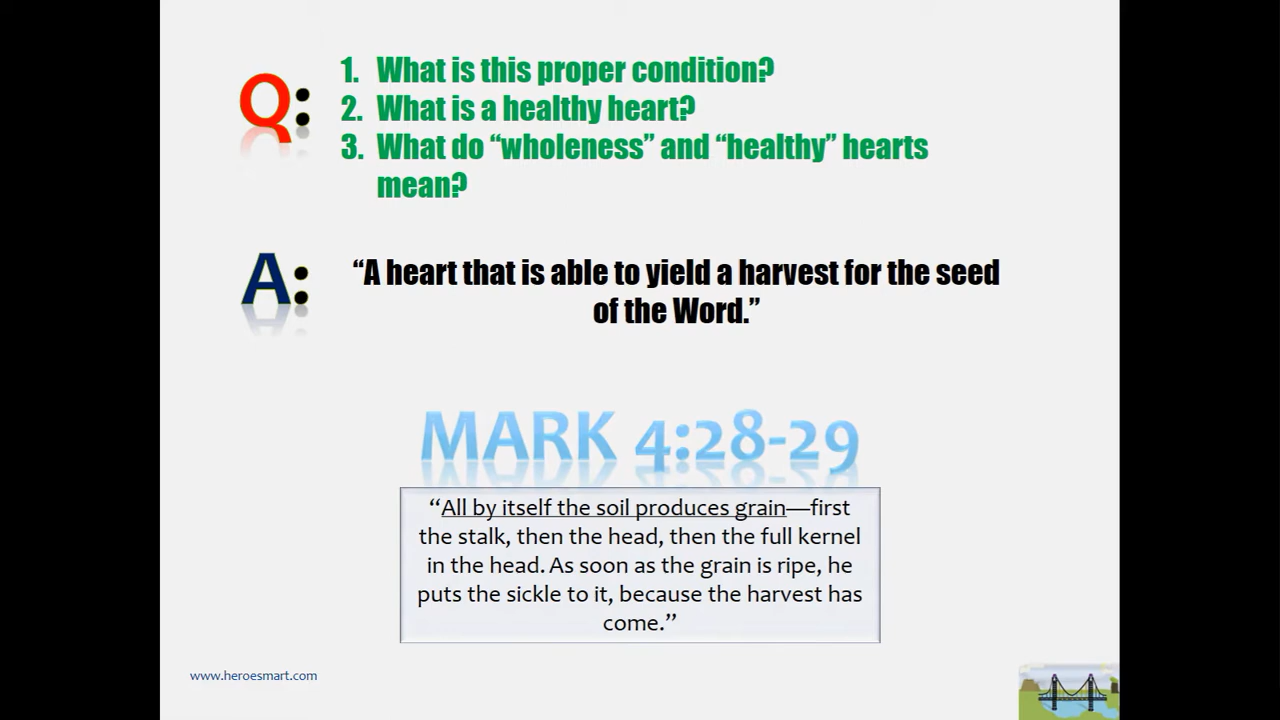 Q:
1. What is this proper condition?
2. What is a healthy heart?
3. What do “wholeness” and “healthy” hearts
mean?
A:
“A heart that is able to yield a harvest for the seed
of the Word.”
MARK 4:28-29
“All by itself the soil produces grain—first
the stalk, then the head, then the full kernel
in the head. As soon as the grain is ripe, he
puts the sickle to it, because the harvest has
come.”
www.heroesmart.com